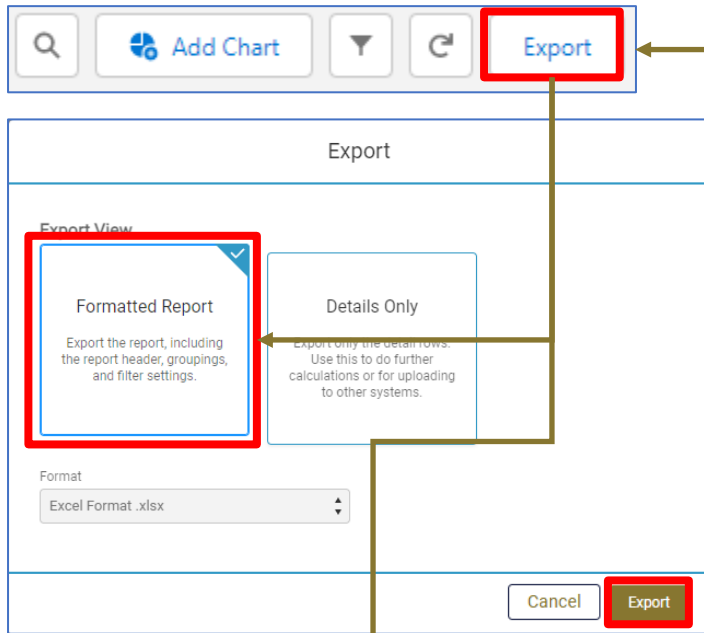 Add Chart
Export
Export
Export View
Formatted Report
Export the report, including
the report header, groupings,
and filter settings.
Details Only
Export only the detail rows.
Use this to do further
calculations or for uploading
to other systems.
Format
Excel Format .xlsx
Cancel
Export